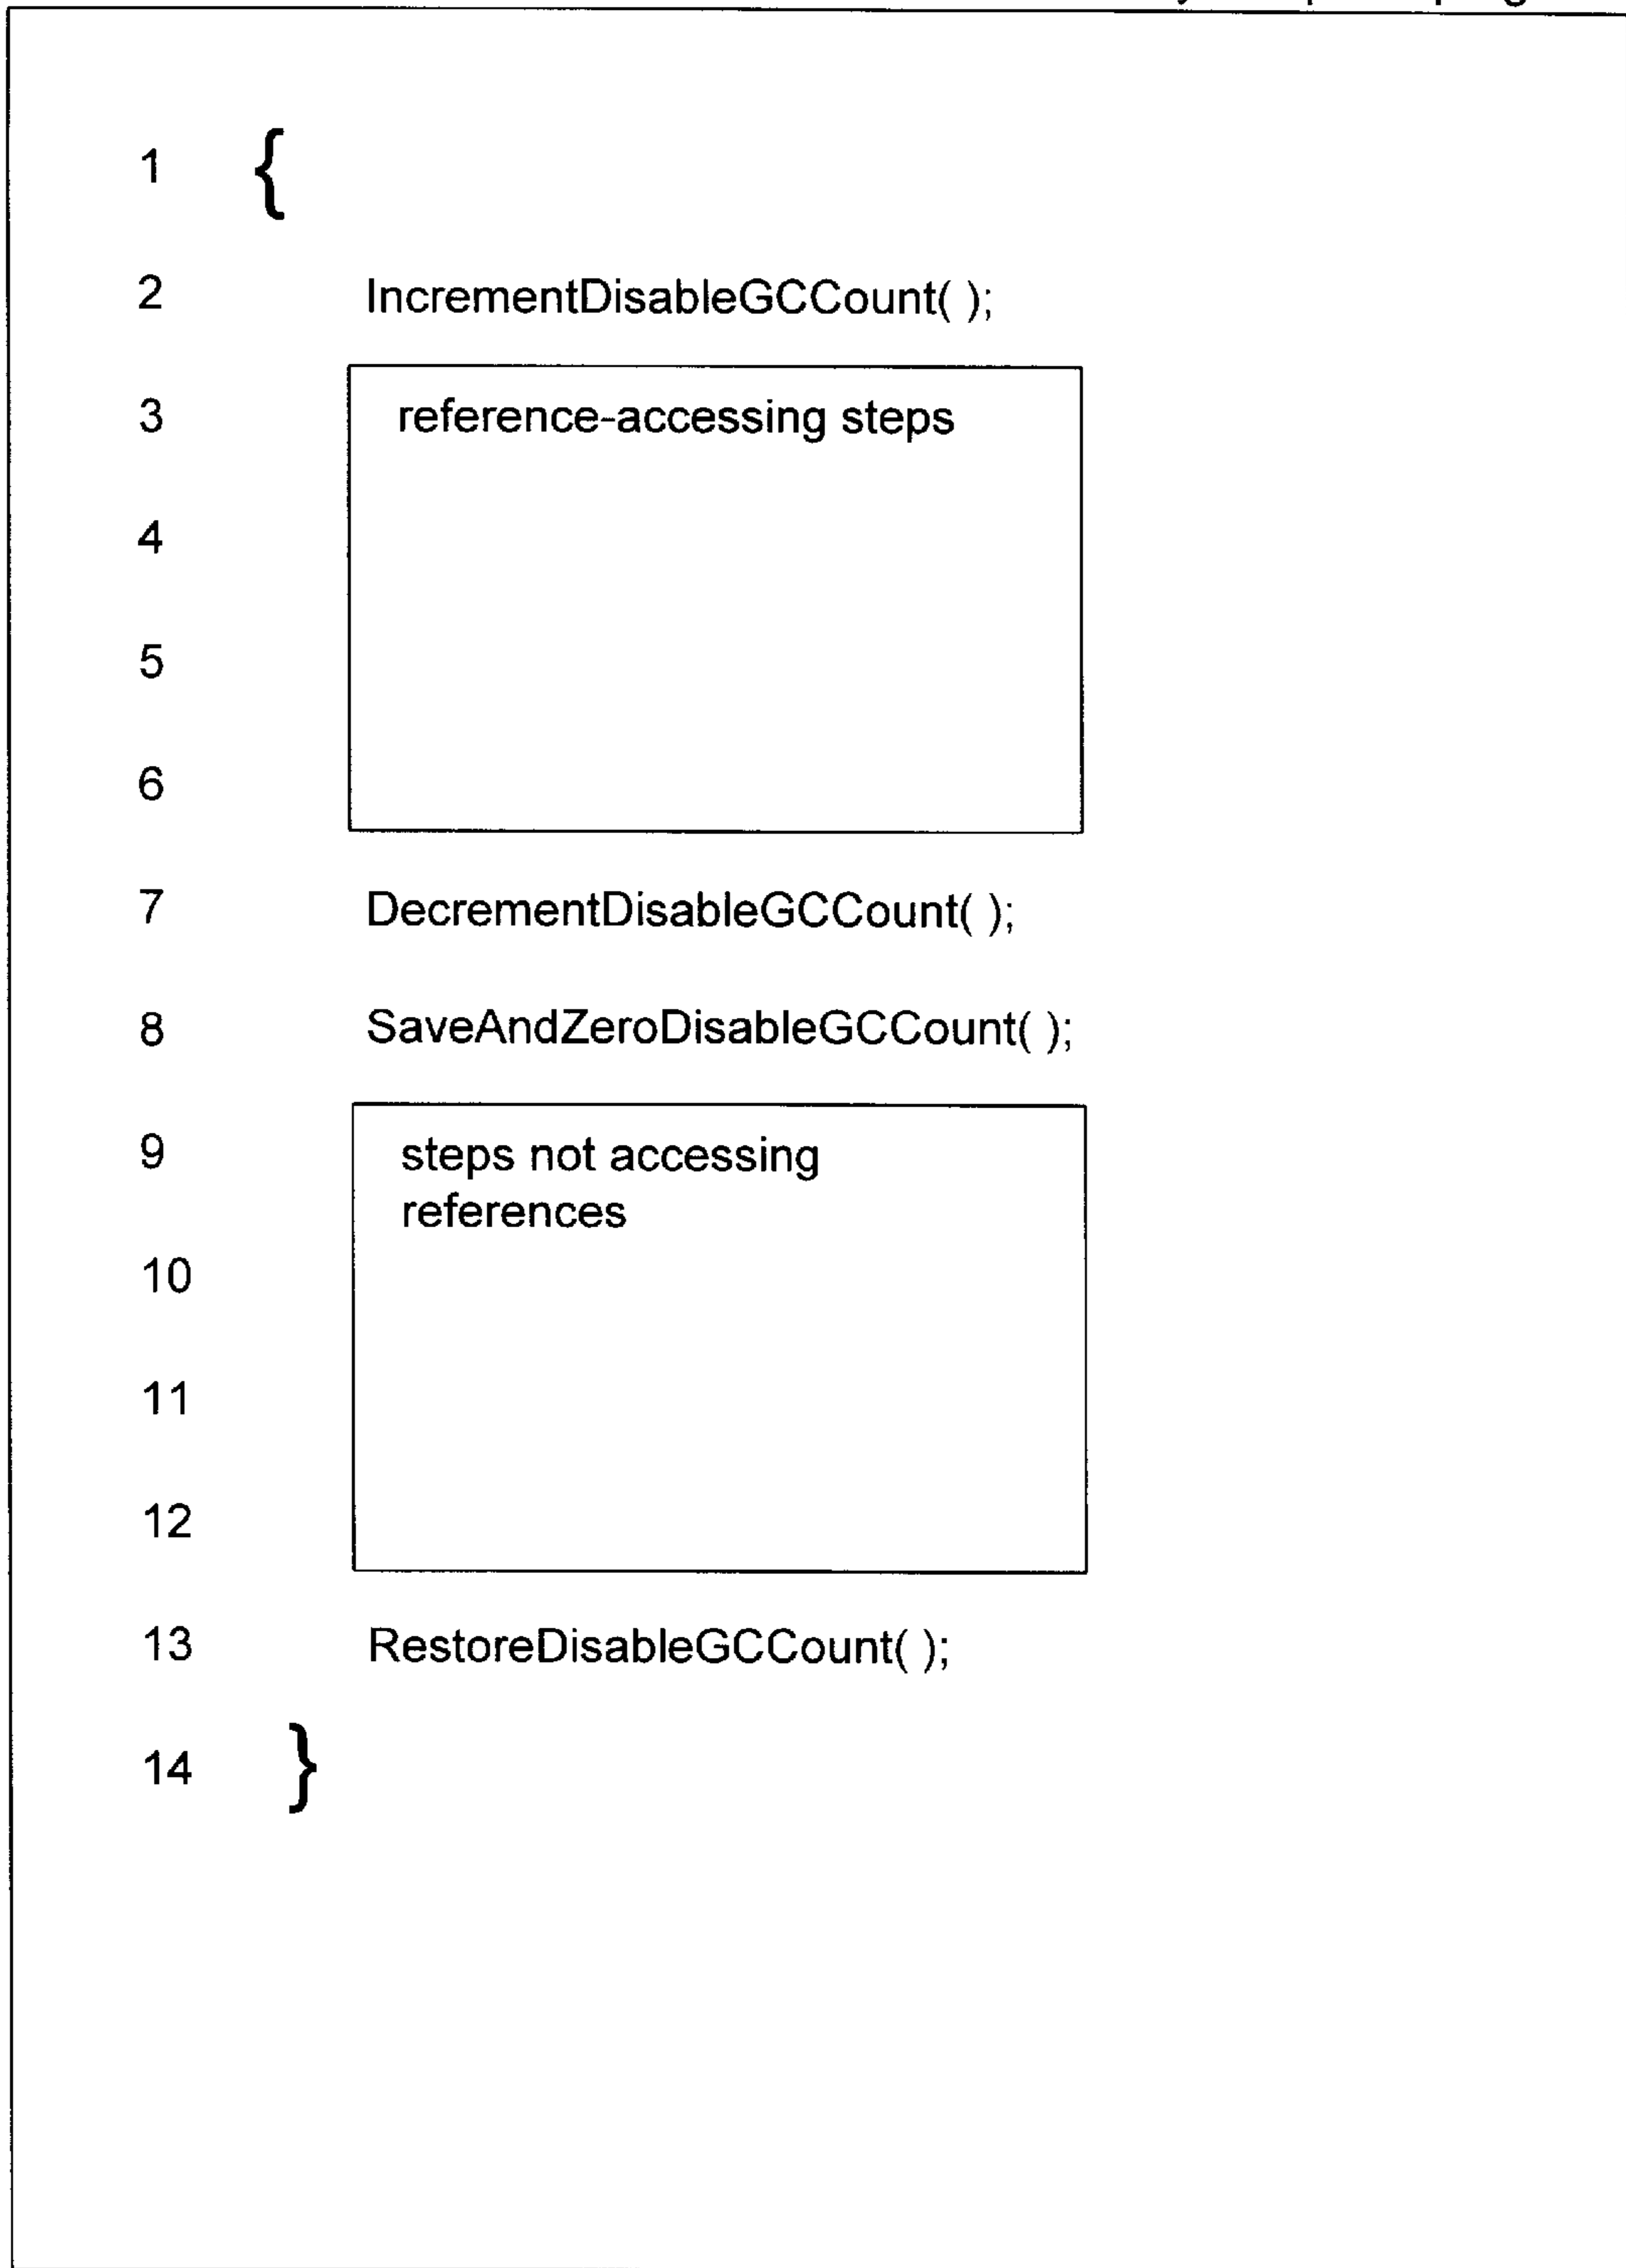 1 {
2 IncrementDisableGCCount( );
3 reference-accessing steps
4
5
6
7 DecrementDisableGCCount( );
8 SaveAndZeroDisableGCCount( );
9 steps not accessing
references
10
11
12
13 RestoreDisableGCCount( );
14 }